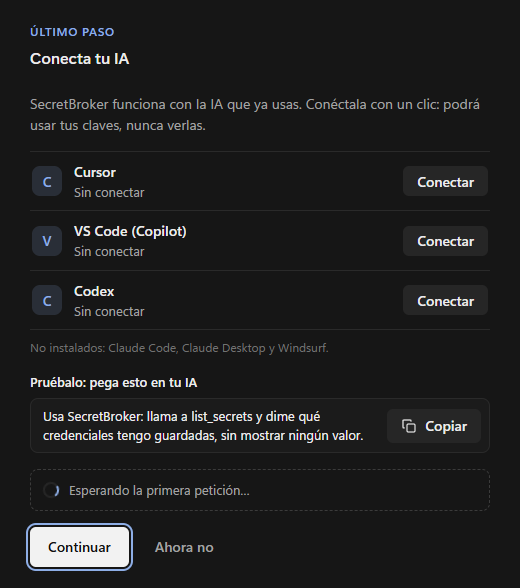 ÚLTIMO PASO
Conecta tu IA
SecretBroker funciona con la IA que ya usas. Conéctala con un clic: podrá
usar tus claves, nunca verlas.
C
Cursor
Sin conectar
Conectar
V
VS Code (Copilot)
Sin conectar
Conectar
C
Codex
Sin conectar
Conectar
No instalados: Claude Code, Claude Desktop y Windsurf.
Pruébalo: pega esto en tu IA
Usa SecretBroker: llama a list_secrets y dime qué
credenciales tengo guardadas, sin mostrar ningún valor.
Copiar
Esperando la primera petición...
Continuar
Ahora no